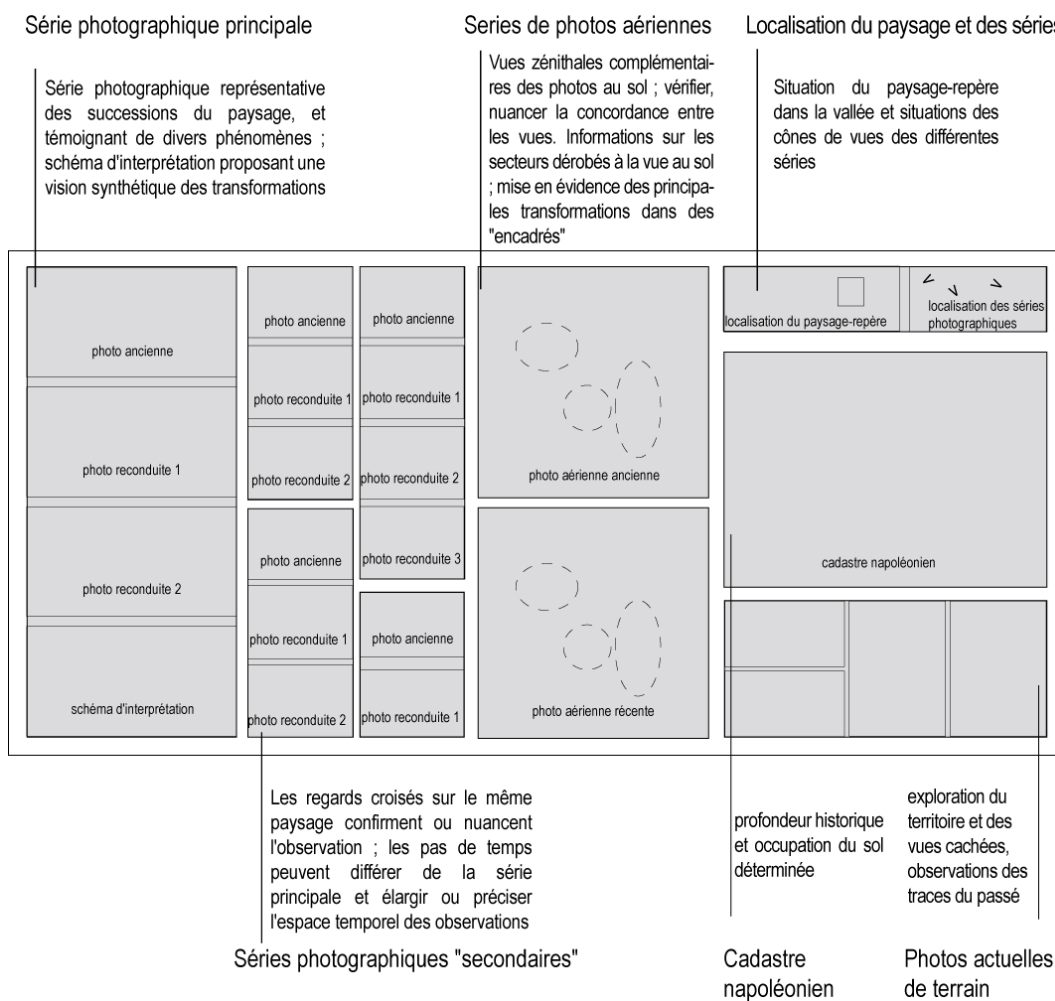 Série photographique principale
Series de photos aériennes
Localisation du paysage et des séries
Série photographique représentative
des successions du paysage, et
témoignant de divers phénomènes ;
schéma d'interprétation proposant une
vision synthétique des transformations
Vues zénithales complémentai-
res des photos au sol ; vérifier,
nuancer la concordance entre
les vues. Informations sur les
secteurs dérobés à la vue au sol
; mise en évidence des principa-
les transformations dans des
"encadrés"
Situation du paysage-repère
dans la vallée et situations des
cônes de vues des différentes
séries
photo ancienne
photo reconduite 1
photo reconduite 2
schéma d'interprétation
photo ancienne
photo reconduite 1
photo reconduite 2
photo ancienne
photo reconduite 1
photo reconduite 2
photo ancienne
photo reconduite 1
photo reconduite 2
photo reconduite 3
photo ancienne
photo reconduite 1
photo aérienne ancienne
photo aérienne récente
localisation du paysage-repère
localisation des séries
photographiques
cadastre napoléonien
Les regards croisés sur le même
paysage confirment ou nuancent
l'observation ; les pas de temps
peuvent différer de la série
principale et élargir ou préciser
l'espace temporel des observations
Séries photographiques "secondaires"
profondeur historique
et occupation du sol
déterminée
Cadastre
napoléonien
exploration du
territoire et des
vues cachées,
observations des
traces du passé
Photos actuelles
de terrain